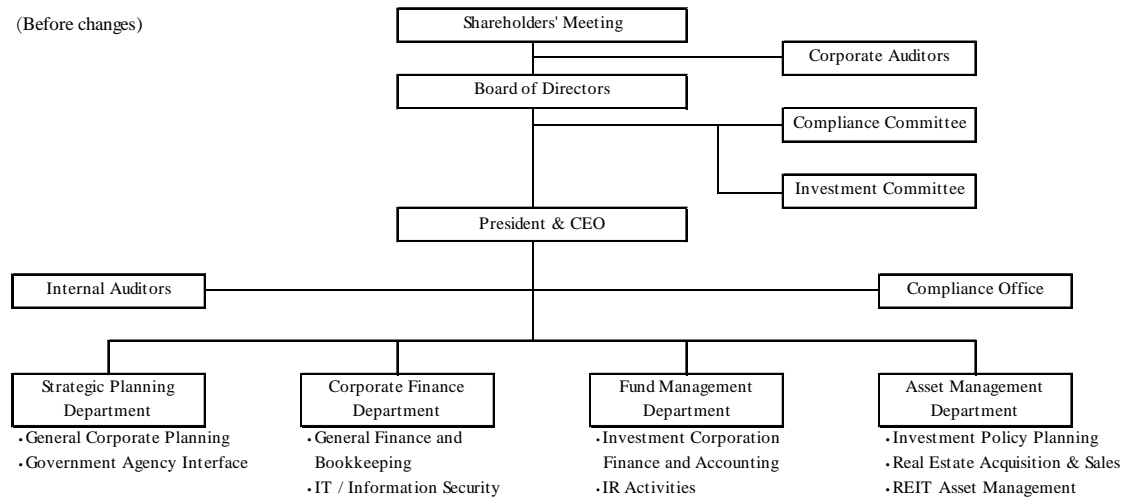 (Before changes)
Shareholders' Meeting
Corporate Auditors
Board of Directors
Compliance Committee
Investment Committee
President & CEO
Internal Auditors
Compliance Office
Strategic Planning
Department
・General Corporate Planning
・Government Agency Interface
Corporate Finance
Department
・General Finance and
Bookkeeping
・IT / Information Security
Fund Management
Department
・Investment Corporation
Finance and Accounting
・IR Activities
Asset Management
Department
・Investment Policy Planning
・Real Estate Acquisition & Sales
・REIT Asset Management